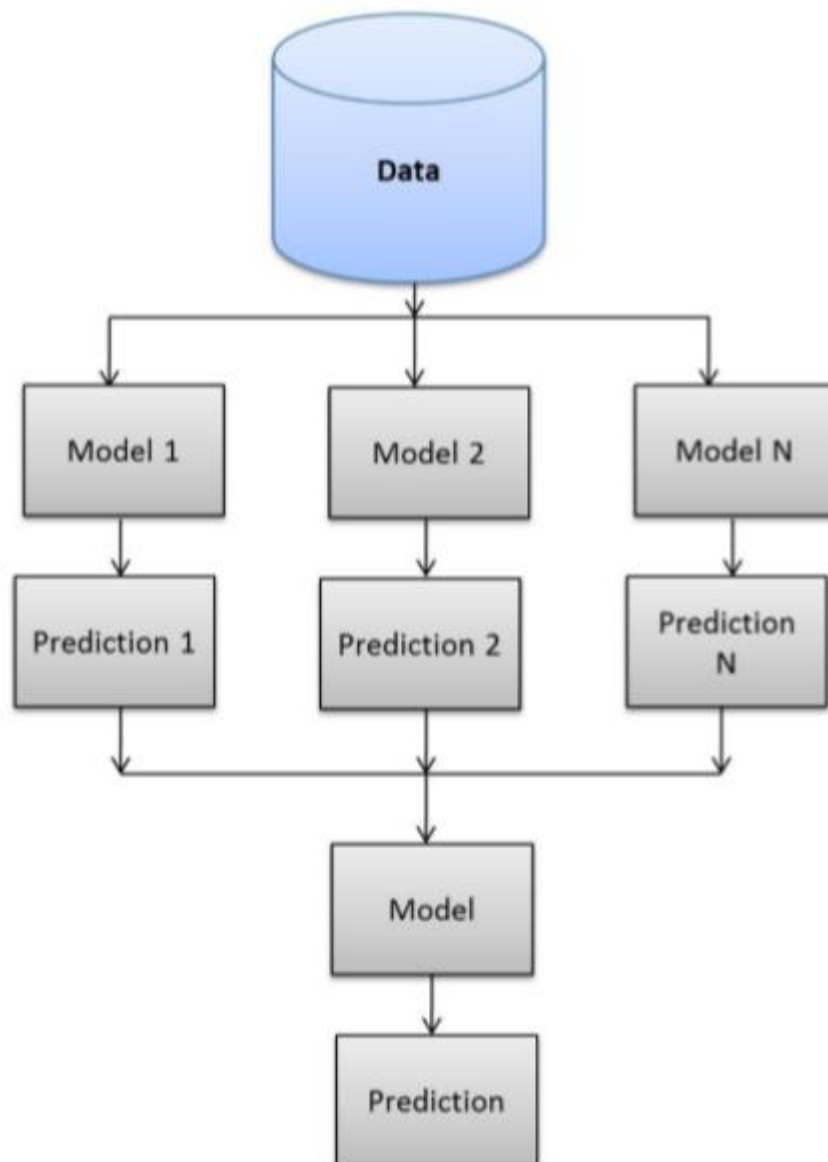 Data
Model 1
Model 2
Model N
Prediction 1
Prediction 2
Prediction
N
Model
Prediction